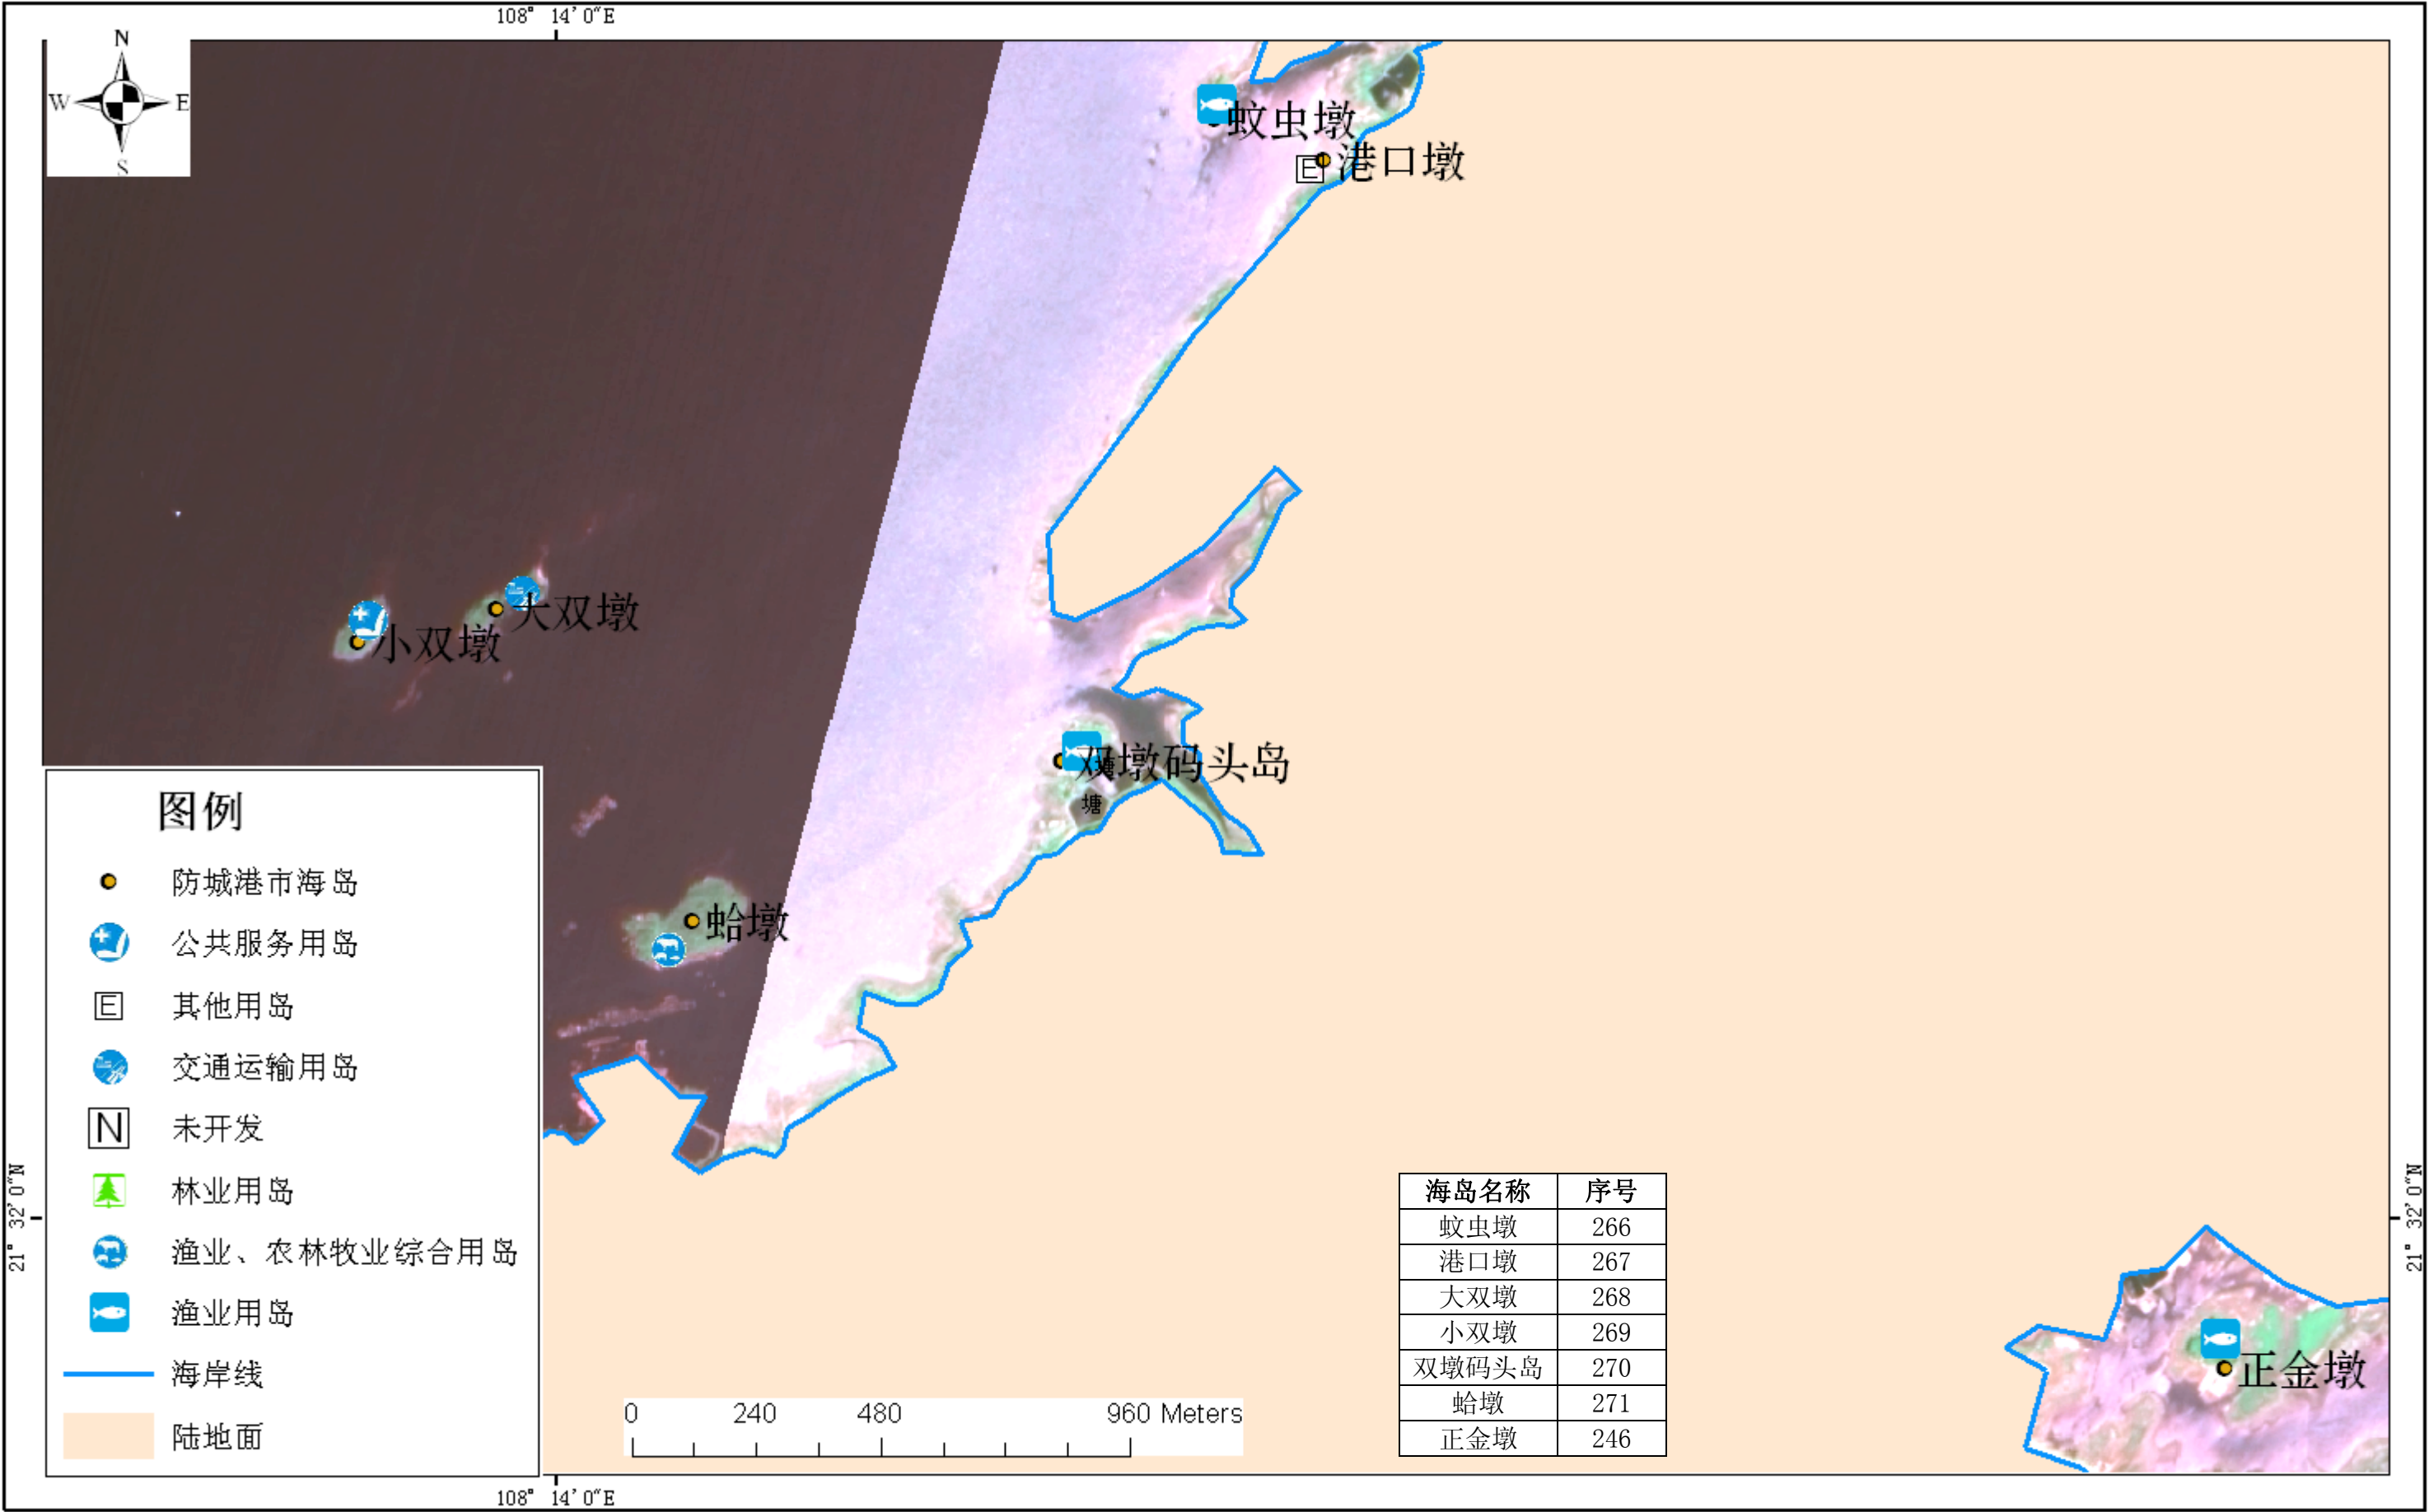 108° 14' 0"E
N
W
E
S
蚊虫墩
港口墩
E
大双墩
小双墩
双墩码头岛
塘
塘
蛤墩
正金墩
图例
防城港市海岛
公共服务用岛
E 其他用岛
交通运输用岛
N 未开发
林业用岛
渔业、农林牧业综合用岛
渔业用岛
海岸线
陆地面
0 240 480 960 Meters
海岛名称 序号
蚊虫墩 266
港口墩 267
大双墩 268
小双墩 269
双墩码头岛 270
蛤墩 271
正金墩 246
21° 32' 0"N
21° 32' 0"N
108° 14' 0"E